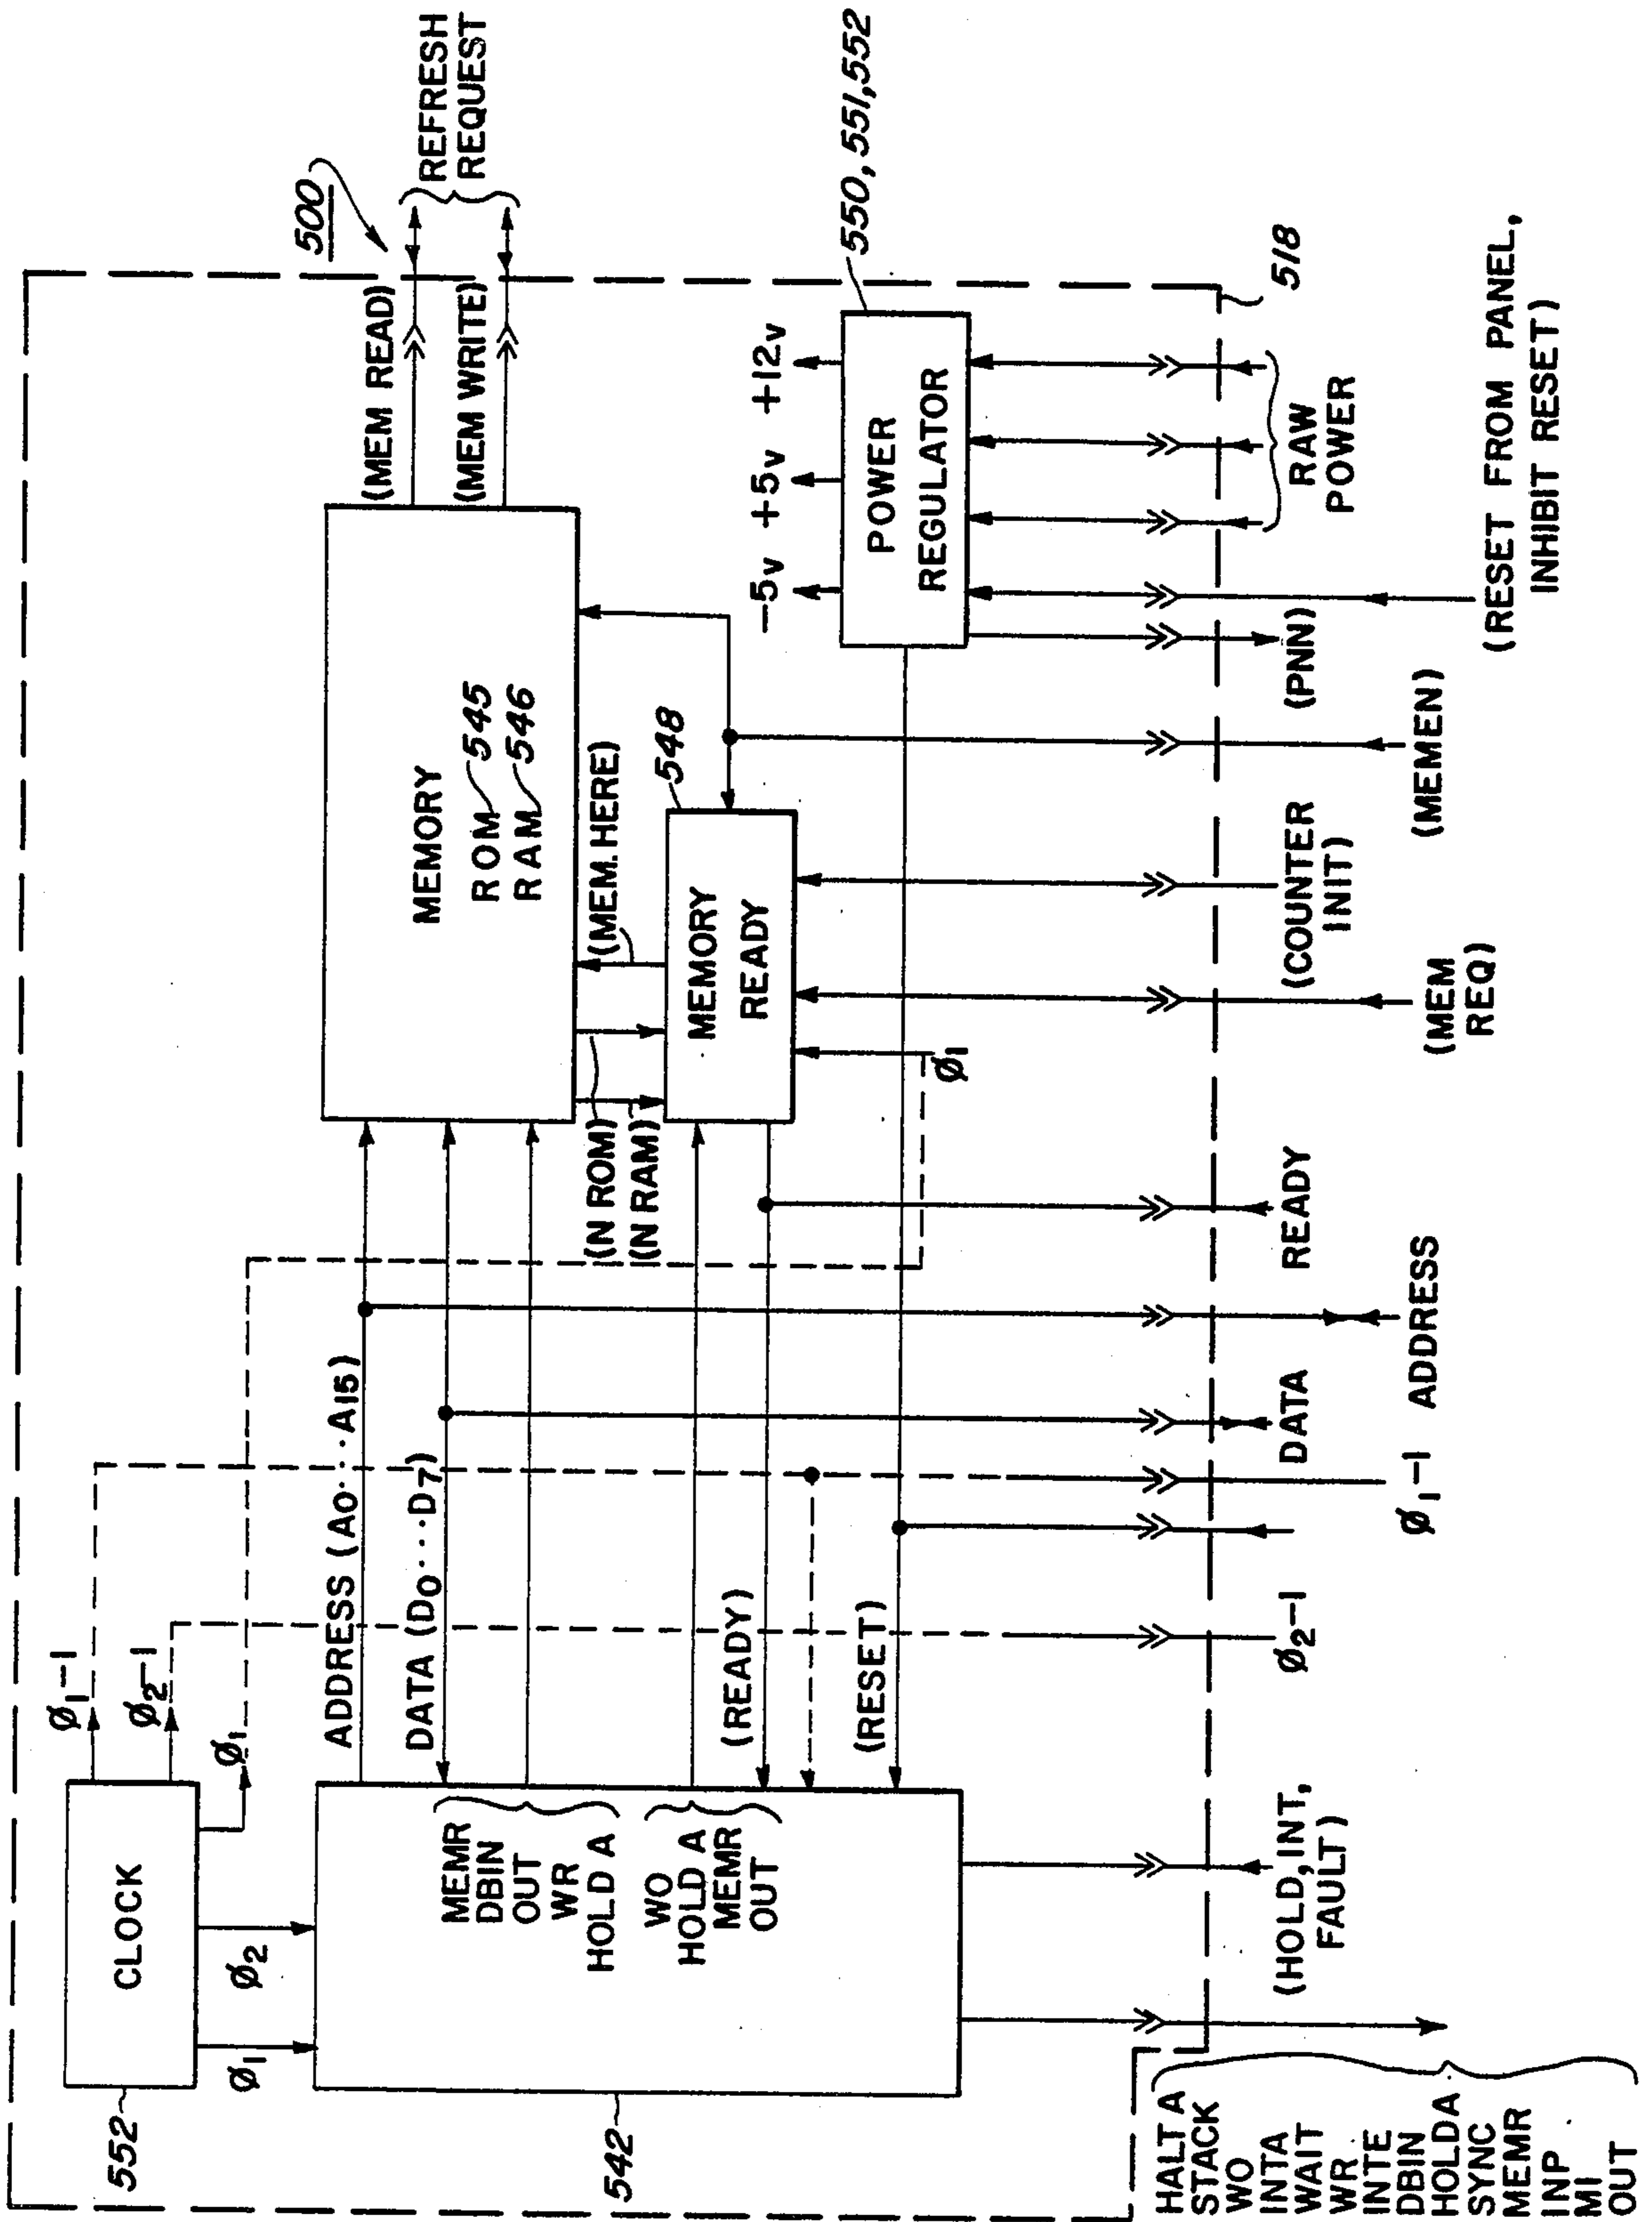 500
REFRESH
REQUEST
(MEM READ)
(MEM WRITE)
552
CLOCK
Ø1-1
Ø2-1
Ø1
Ø1
Ø2
542
ADDRESS (A0···A15)
DATA (D0···D7)
MEMR
DBIN
OUT
WR
HOLD A
WO
HOLD A
MEMR
OUT
(READY)
(RESET)
MEMORY
ROM 545
RAM 546
(N ROM)
(N RAM)
(MEM. HERE)
548
MEMORY
READY
Ø1
-5v +5v +12v
550, 551, 552
POWER
REGULATOR
518
HALT A
STACK
WO
INTA
WAIT
WR
INTE
DBIN
HOLDA
SYNC
MEMR
INP
MI
OUT
(HOLD, INT,
FAULT)
Ø2-1
Ø1-1
DATA
ADDRESS
READY
(MEM
REQ)
(COUNTER
INIT)
(MEMEN)
(PNN)
(RESET FROM PANEL,
INHIBIT RESET)
RAW
POWER